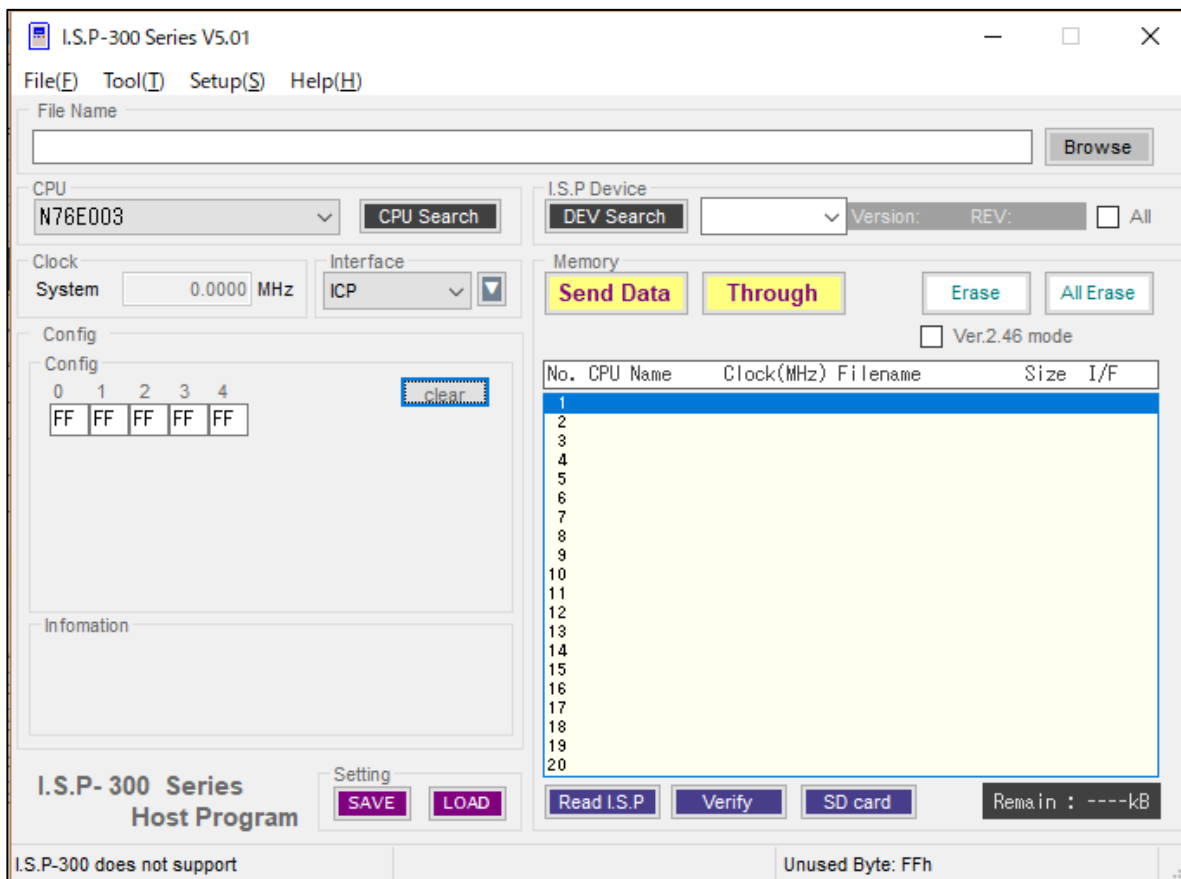 I.S.P-300 Series V5.01
File(F) Tool(T) Setup(S) Help(H)
File Name
Browse
CPU
N76E003
CPU Search
I.S.P Device
DEV Search
Version: REV:
All
Clock
System 0.0000 MHz
Interface
ICP
Memory
Send Data
Through
Erase
All Erase
Ver.2.46 mode
Config
Config
0 1 2 3 4
FF FF FF FF FF
clear
No. CPU Name Clock(MHz) Filename Size I/F
1
2
3
4
5
6
7
8
9
10
11
12
13
14
15
16
17
18
19
20
Infomation
I.S.P- 300 Series
Host Program
Setting
SAVE
LOAD
Read I.S.P
Verify
SD card
Remain : ----kB
I.S.P-300 does not support
Unused Byte: FFh